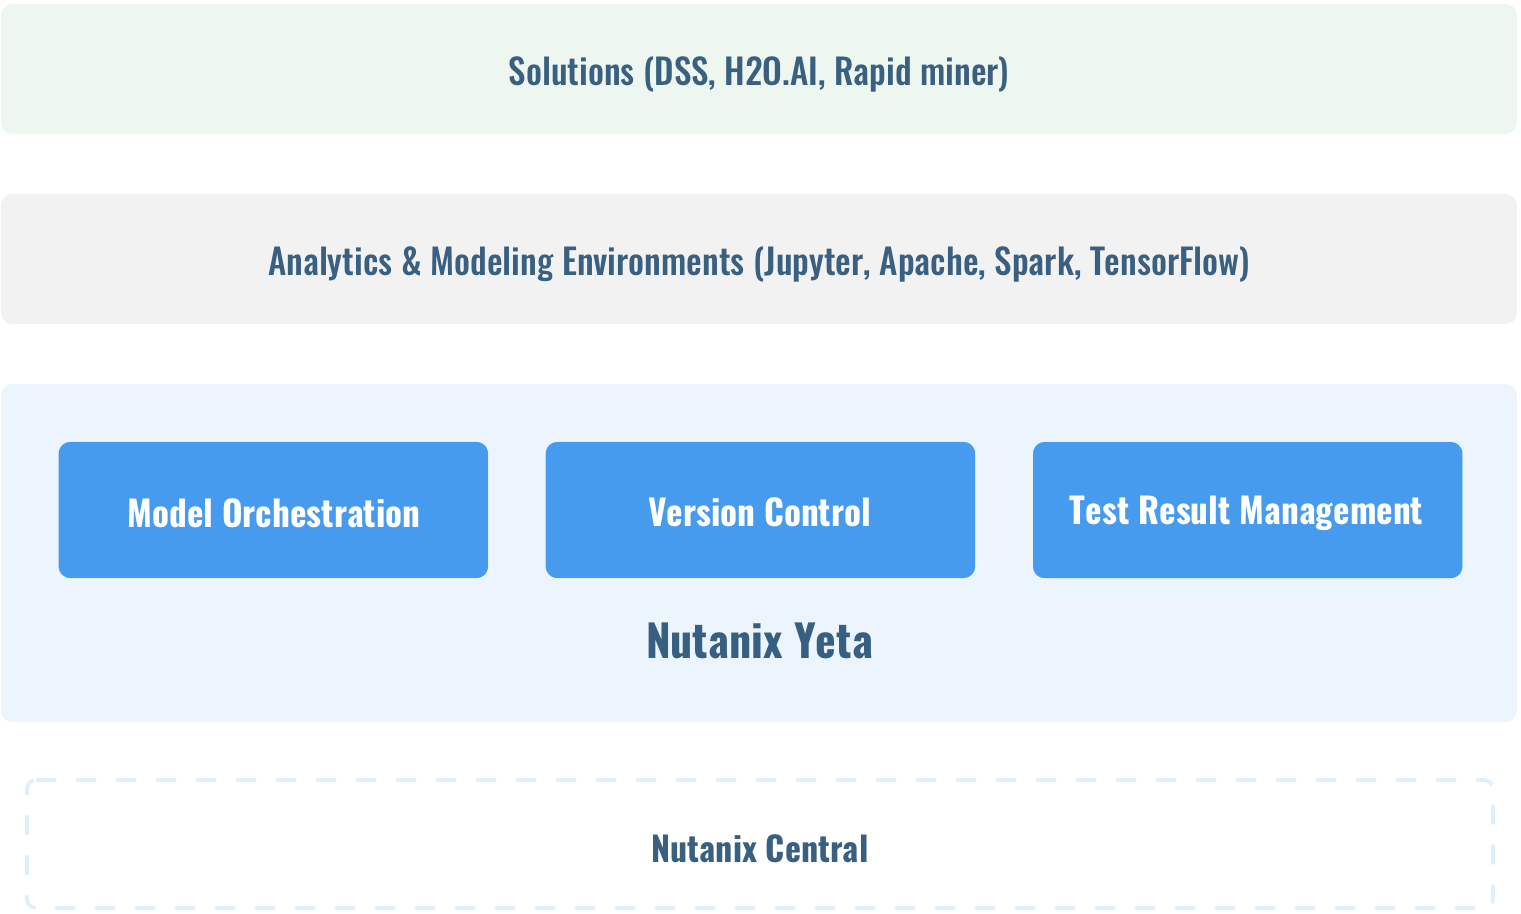 Solutions (DSS, H2O.AI, Rapid miner)
Analytics & Modeling Environments (Jupyter, Apache, Spark, TensorFlow)
Model Orchestration
Version Control
Test Result Management
Nutanix Yeta
Nutanix Central